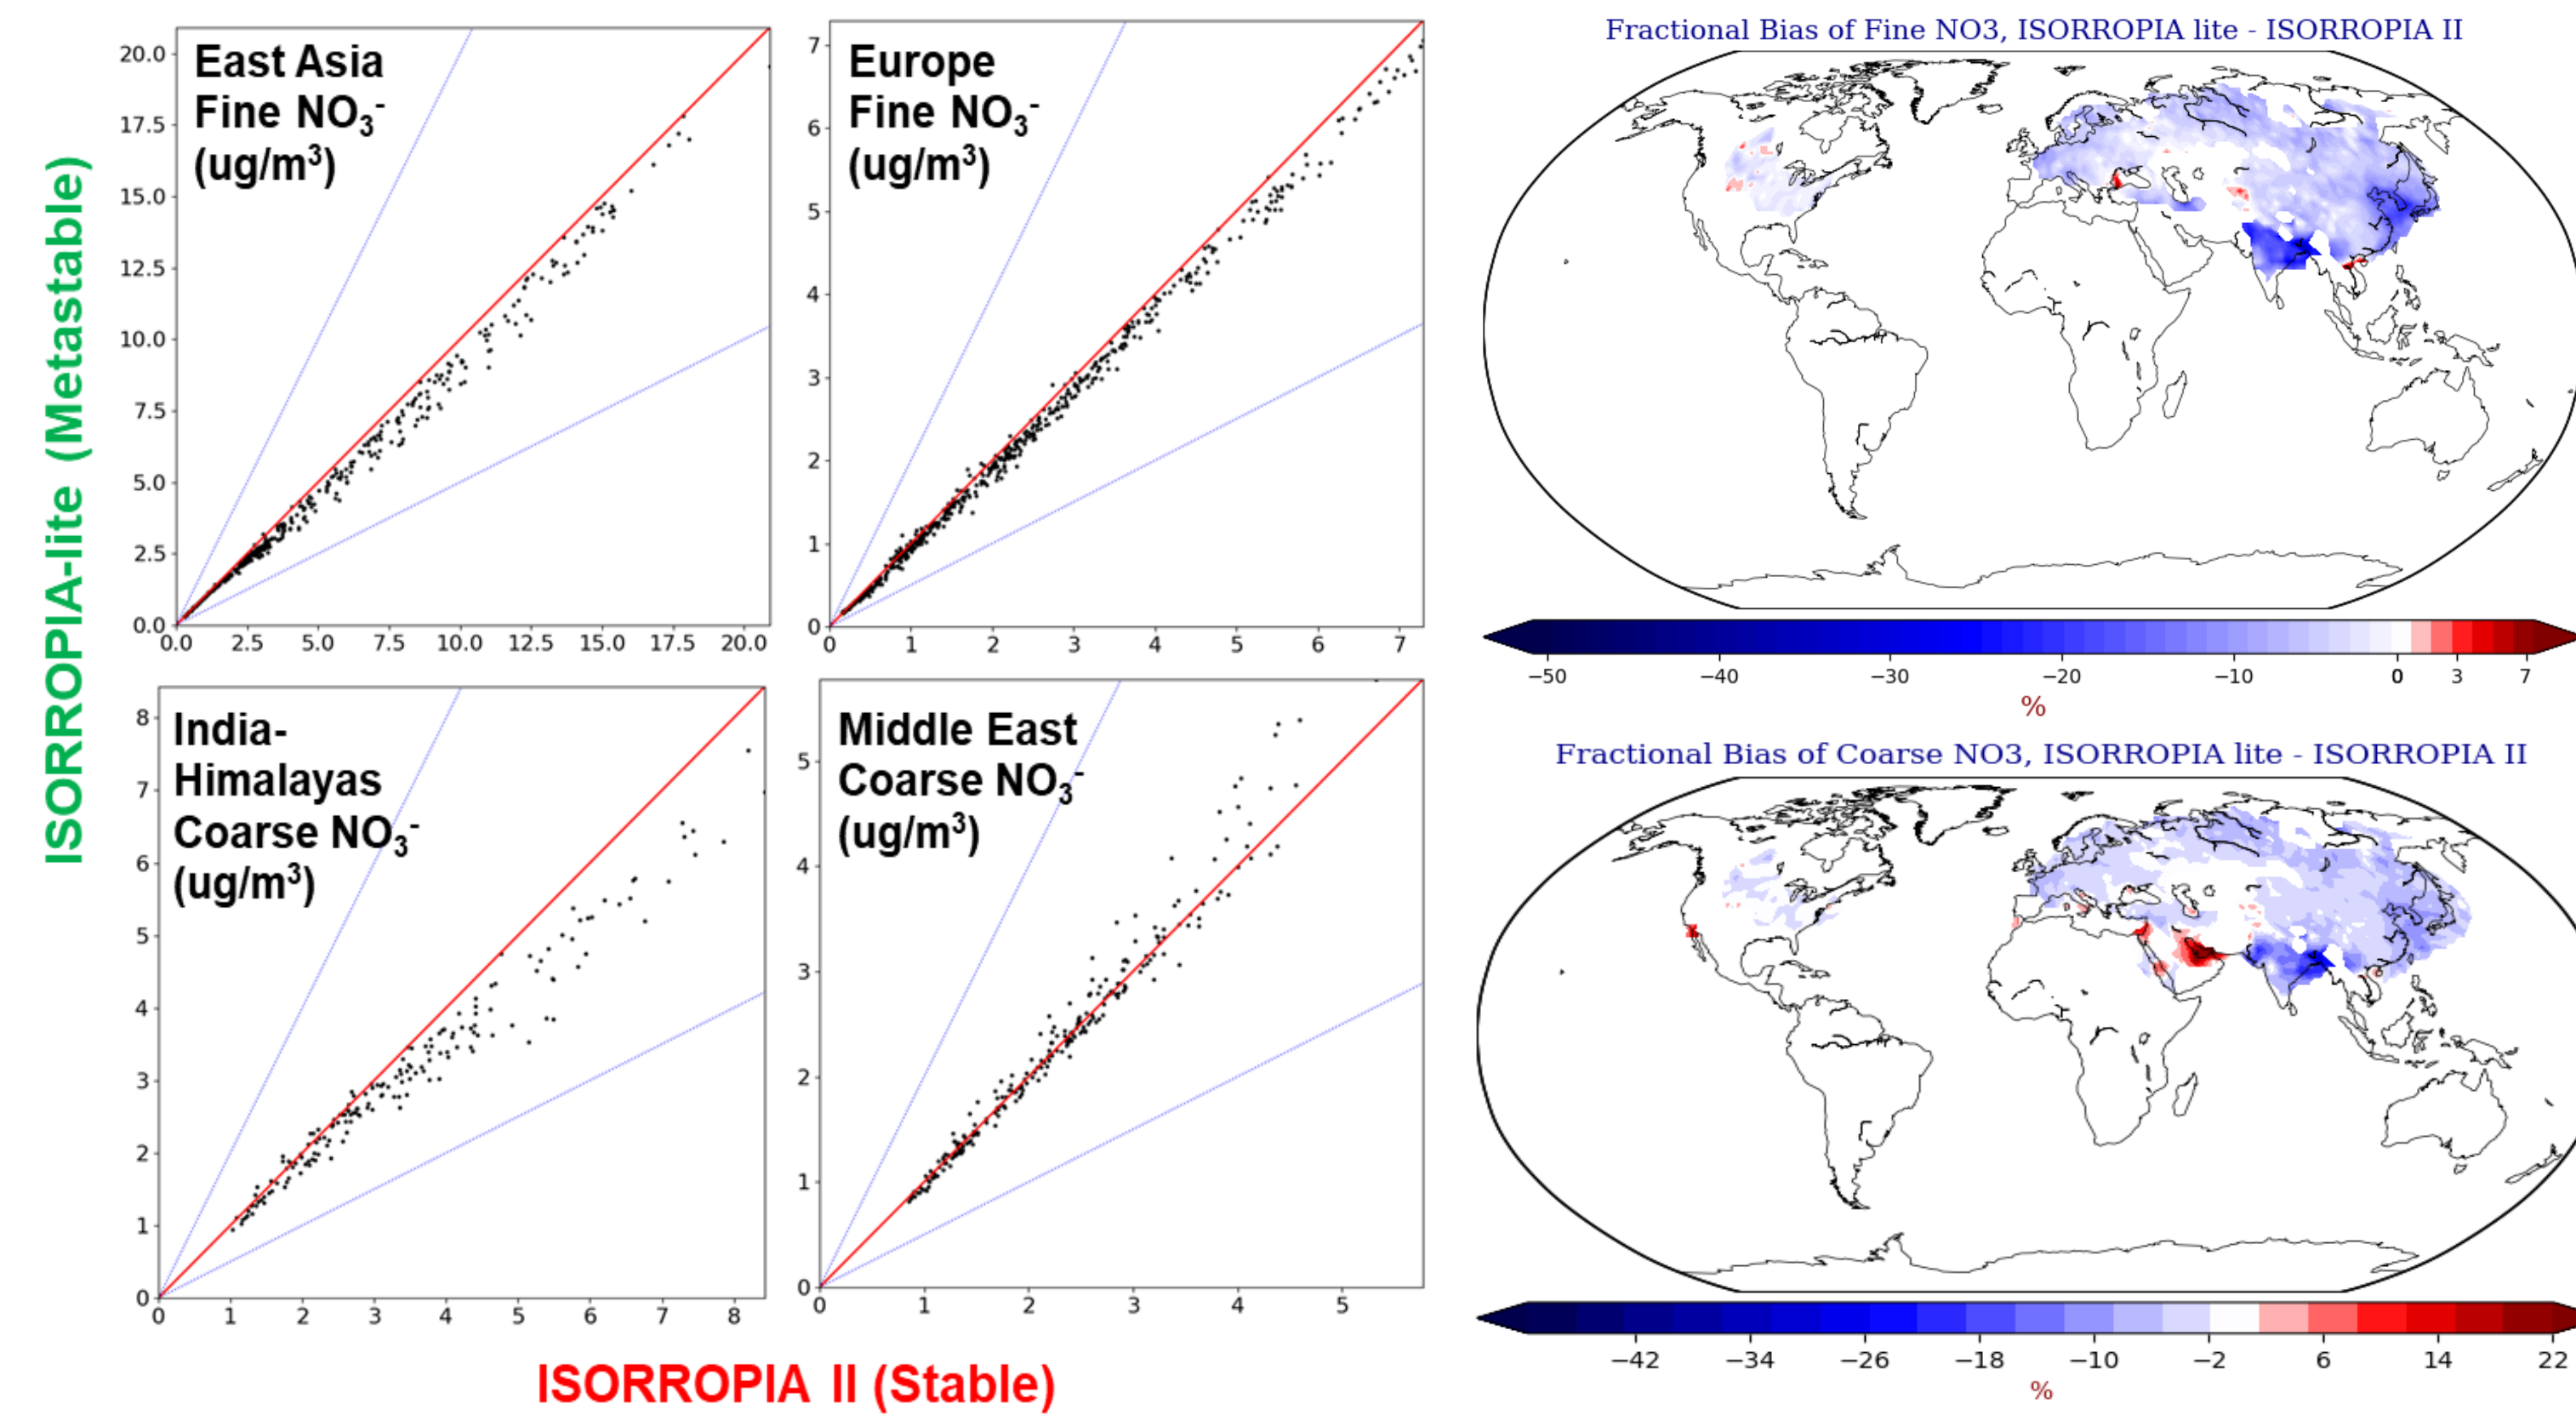 ISORROPIA-lite (Metastable)
East Asia
Fine NO3-
(ug/m3)
20.0
17.5
15.0
12.5
10.0
7.5
5.0
2.5
0.0
0.0 2.5 5.0 7.5 10.0 12.5 15.0 17.5 20.0
Europe
Fine NO3-
(ug/m3)
7
6
5
4
3
2
1
0
0 1 2 3 4 5 6 7
India-
Himalayas
Coarse NO3-
(ug/m3)
8
7
6
5
4
3
2
1
0
0 1 2 3 4 5 6 7 8
Middle East
Coarse NO3-
(ug/m3)
5
4
3
2
1
0
0 1 2 3 4 5
ISORROPIA II (Stable)
Fractional Bias of Fine NO3, ISORROPIA lite - ISORROPIA II
−50 −40 −30 −20 −10 0 3 7
%
Fractional Bias of Coarse NO3, ISORROPIA lite - ISORROPIA II
−42 −34 −26 −18 −10 −2 6 14 22
%